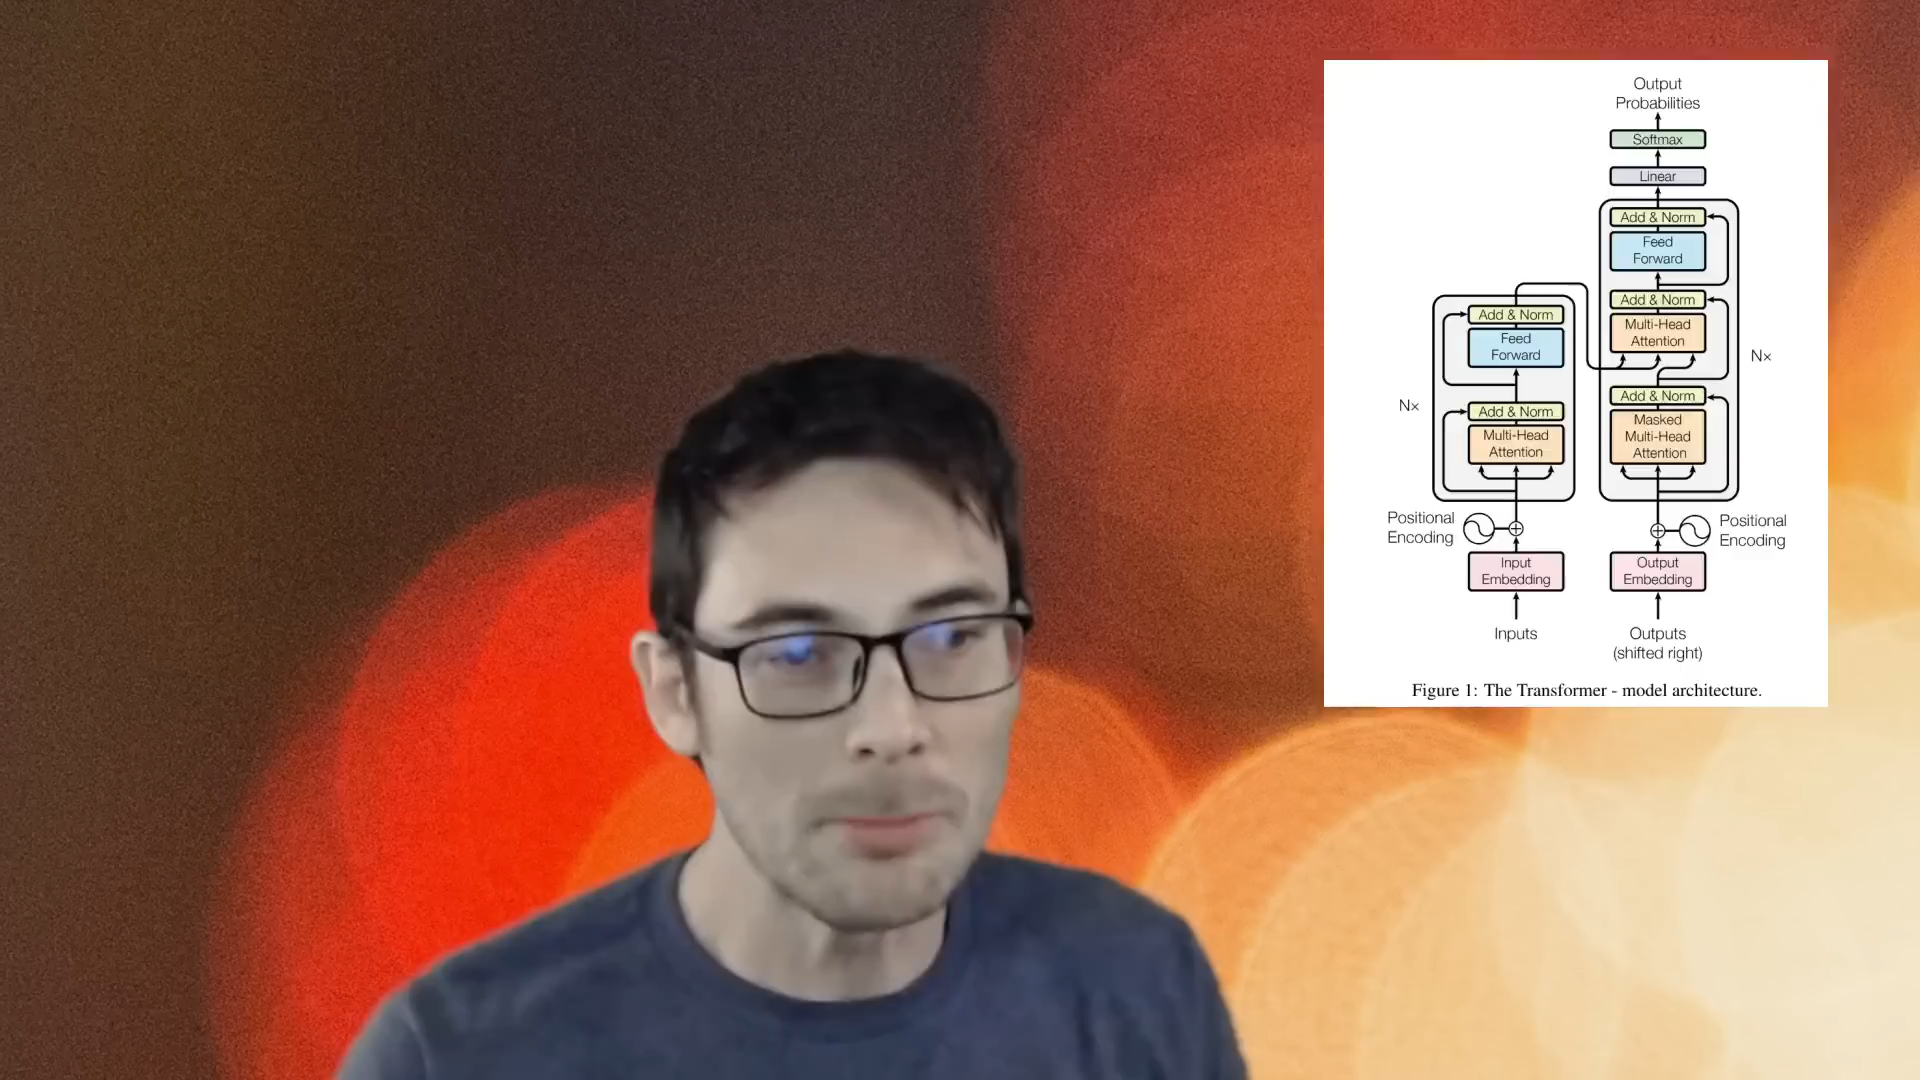 Output
Probabilities
Softmax
Linear
Add & Norm
Feed
Forward
Add & Norm
Multi-Head
Attention
Add & Norm
Masked
Multi-Head
Attention
Nx
Add & Norm
Feed
Forward
Add & Norm
Multi-Head
Attention
Nx
Positional
Encoding
Positional
Encoding
Input
Embedding
Output
Embedding
Inputs
Outputs
(shifted right)
Figure 1: The Transformer - model architecture.